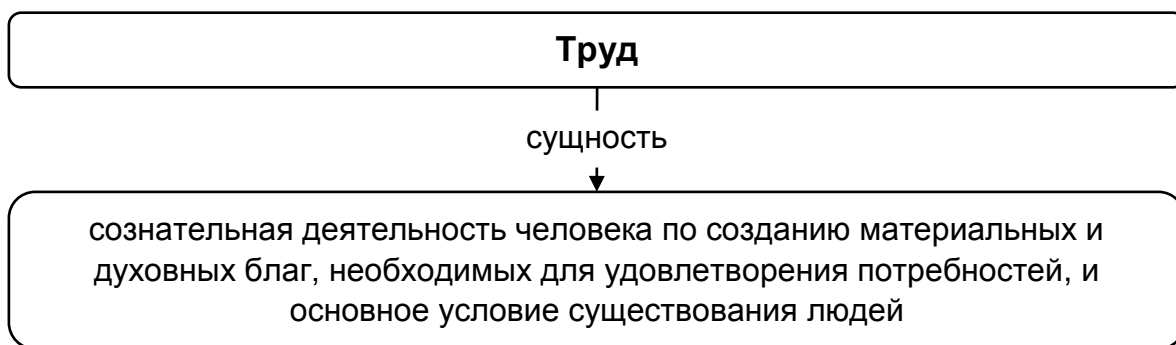 Труд
сущность
сознательная деятельность человека по созданию материальных и
духовных благ, необходимых для удовлетворения потребностей, и
основное условие существования людей